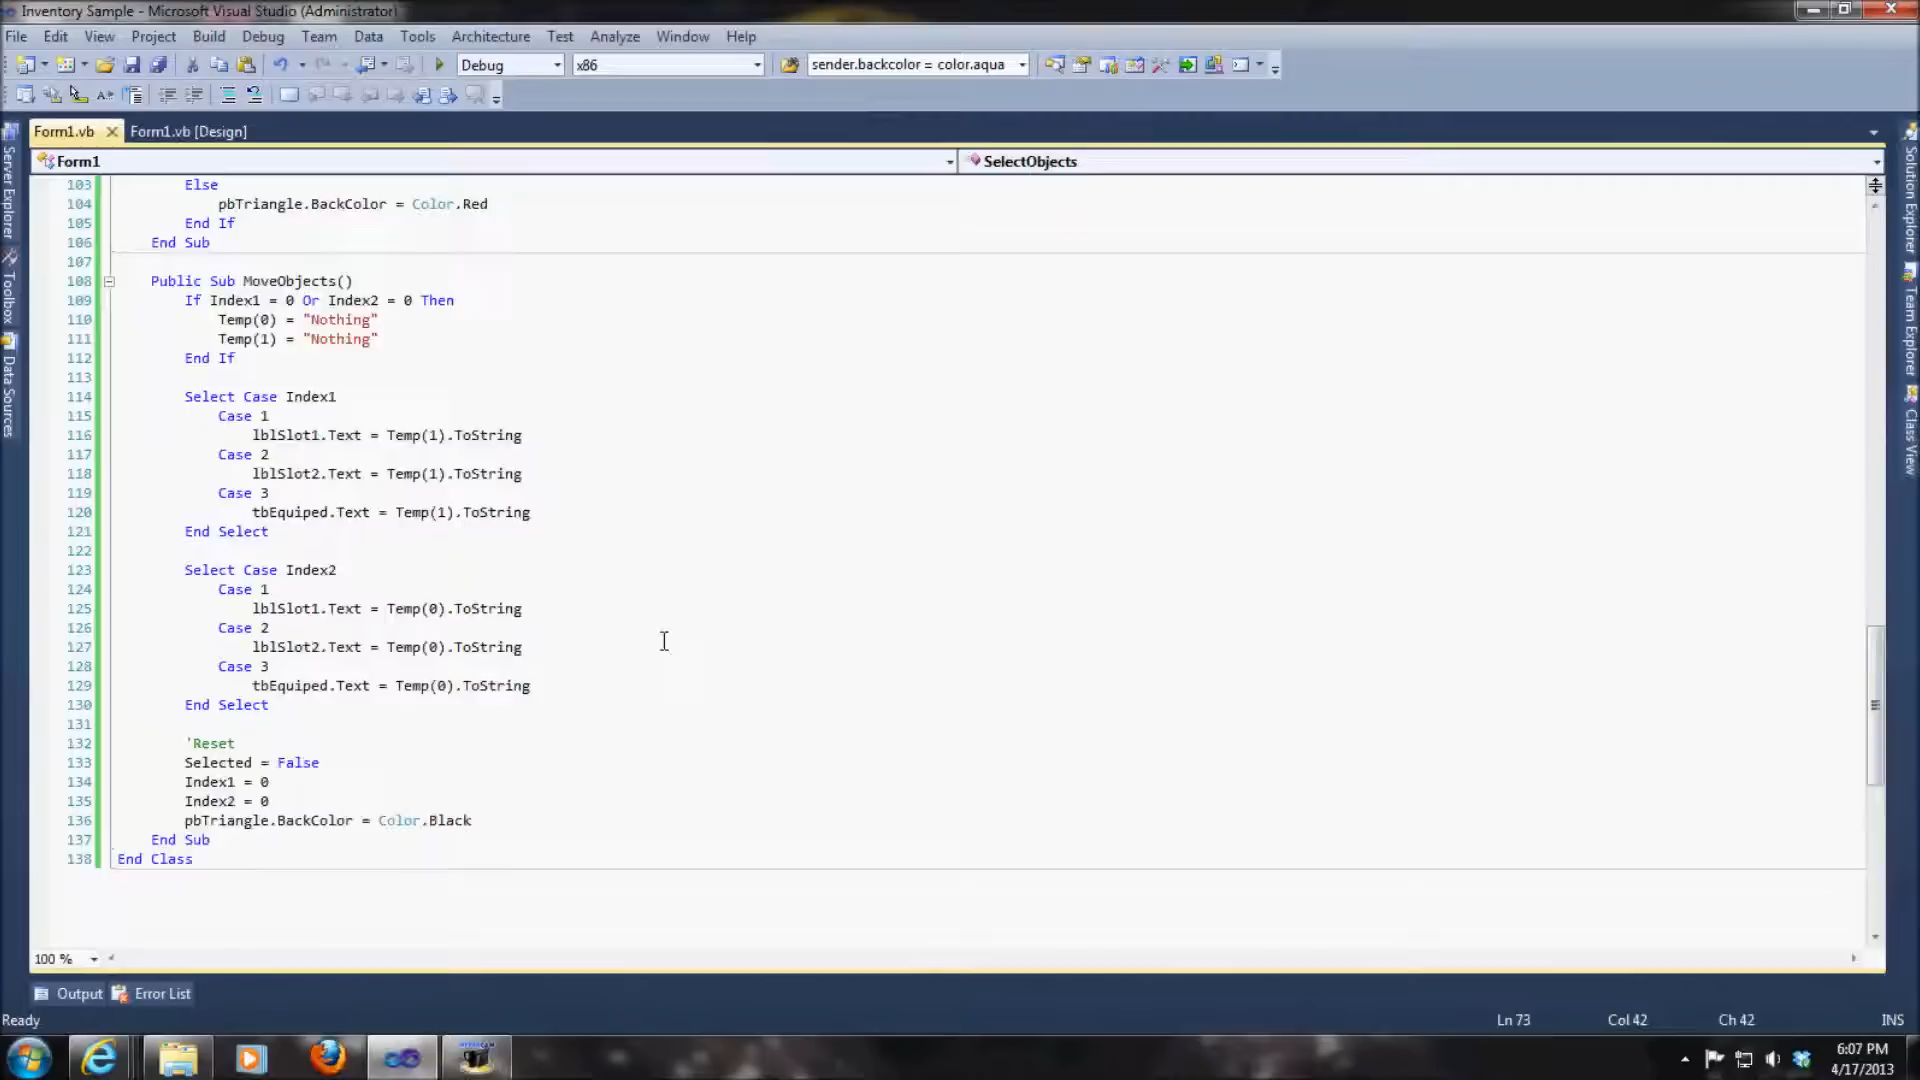 Inventory Sample - Microsoft Visual Studio (Administrator)
File Edit View Project Build Debug Team Data Tools Architecture Test Analyze Window Help
Debug x86 sender.backcolor = color.aqua
Form1.vb Form1.vb [Design]
Form1 SelectObjects
103 Else
104 pbTriangle.BackColor = Color.Red
105 End If
106 End Sub
107
108 Public Sub MoveObjects()
109 If Index1 = 0 Or Index2 = 0 Then
110 Temp(0) = "Nothing"
111 Temp(1) = "Nothing"
112 End If
113
114 Select Case Index1
115 Case 1
116 lblSlot1.Text = Temp(1).ToString
117 Case 2
118 lblSlot2.Text = Temp(1).ToString
119 Case 3
120 tbEquiped.Text = Temp(1).ToString
121 End Select
122
123 Select Case Index2
124 Case 1
125 lblSlot1.Text = Temp(0).ToString
126 Case 2
127 lblSlot2.Text = Temp(0).ToString
128 Case 3
129 tbEquiped.Text = Temp(0).ToString
130 End Select
131
132 'Reset
133 Selected = False
134 Index1 = 0
135 Index2 = 0
136 pbTriangle.BackColor = Color.Black
137 End Sub
138 End Class
Server Explorer
Toolbox
Data Sources
Solution Explorer
Team Explorer
Class View
100 %
Output Error List
Ready Ln 73 Col 42 Ch 42 INS
6:07 PM
4/17/2013